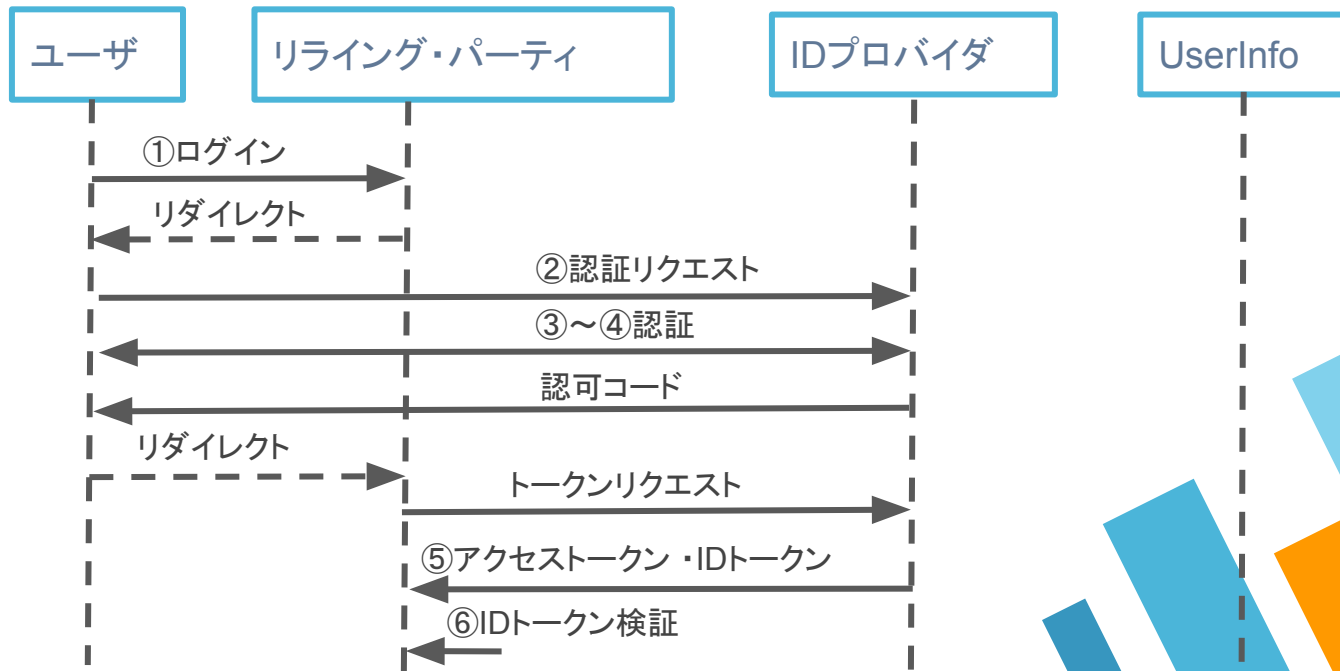 ユーザ
リライング・パーティ
IDプロバイダ
UserInfo
①ログイン
リダイレクト
②認証リクエスト
③～④認証
認可コード
リダイレクト
トークンリクエスト
⑤アクセストークン ・IDトークン
⑥IDトークン検証